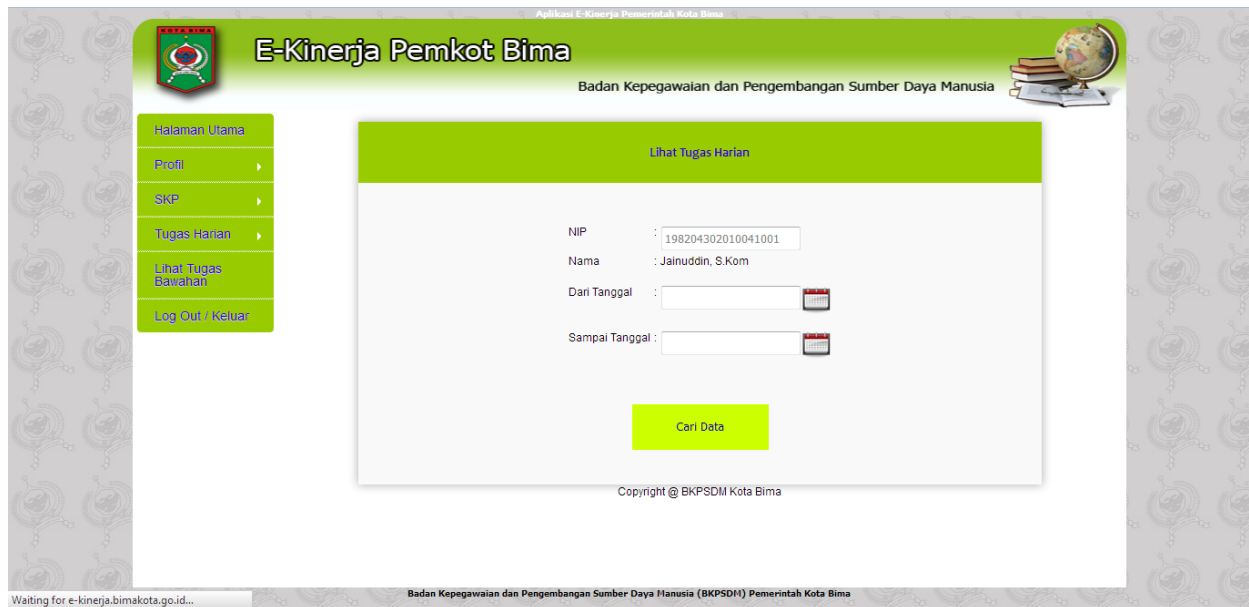 Aplikasi E-Kinerja Pemerintah Kota Bima
KOTA BIMA
E-Kinerja Pemkot Bima
Badan Kepegawaian dan Pengembangan Sumber Daya Manusia
Halaman Utama
Profil
SKP
Tugas Harian
Lihat Tugas
Bawahan
Log Out / Keluar
Lihat Tugas Harian
NIP : 198204302010041001
Nama : Jainuddin, S.Kom
Dari Tanggal :
Sampai Tanggal :
Cari Data
Copyright @ BKPSDM Kota Bima
Badan Kepegawaian dan Pengembangan Sumber Daya Manusia (BKPSDM) Pemerintah Kota Bima
Waiting for e-kinerja.bimakota.go.id...